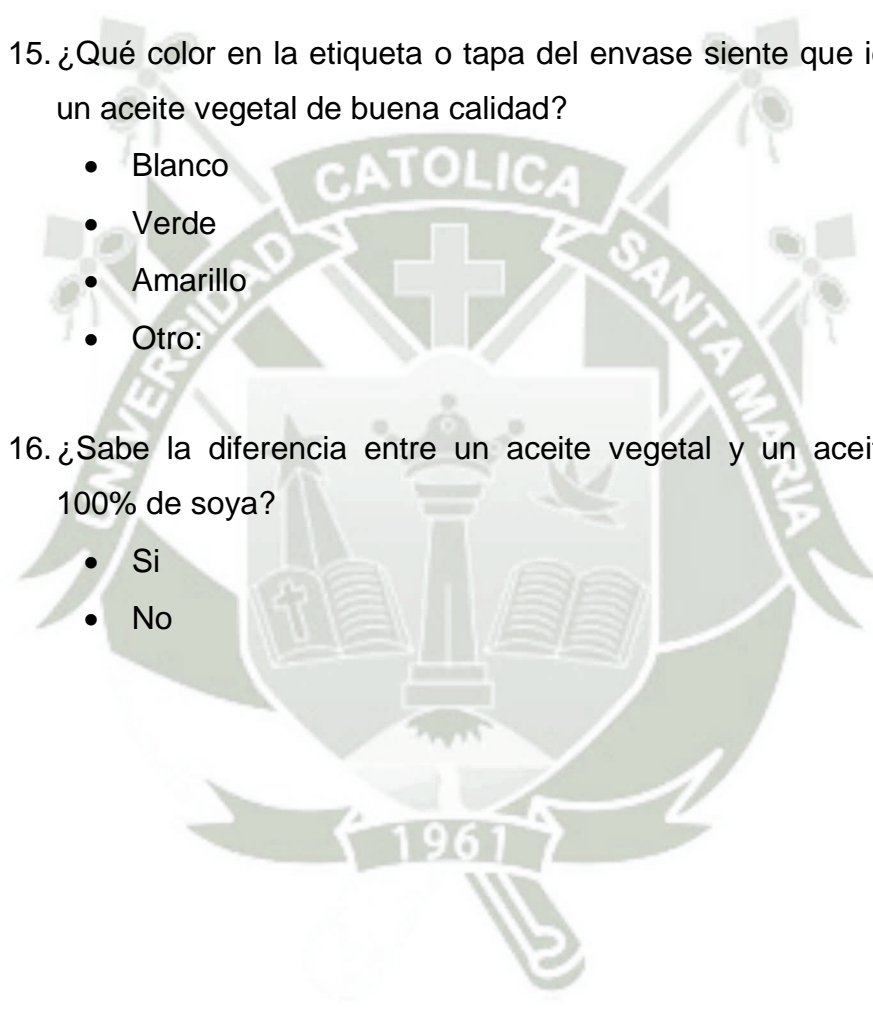 15. ¿Qué color en la etiqueta o tapa del envase siente que
un aceite vegetal de buena calidad?
• Blanco
• Verde
• Amarillo
• Otro:
16. ¿Sabe la diferencia entre un aceite vegetal y un
100% de soya?
• Si
• No
UNIVERSIDAD CATOLICA SANTA MARIA
1961